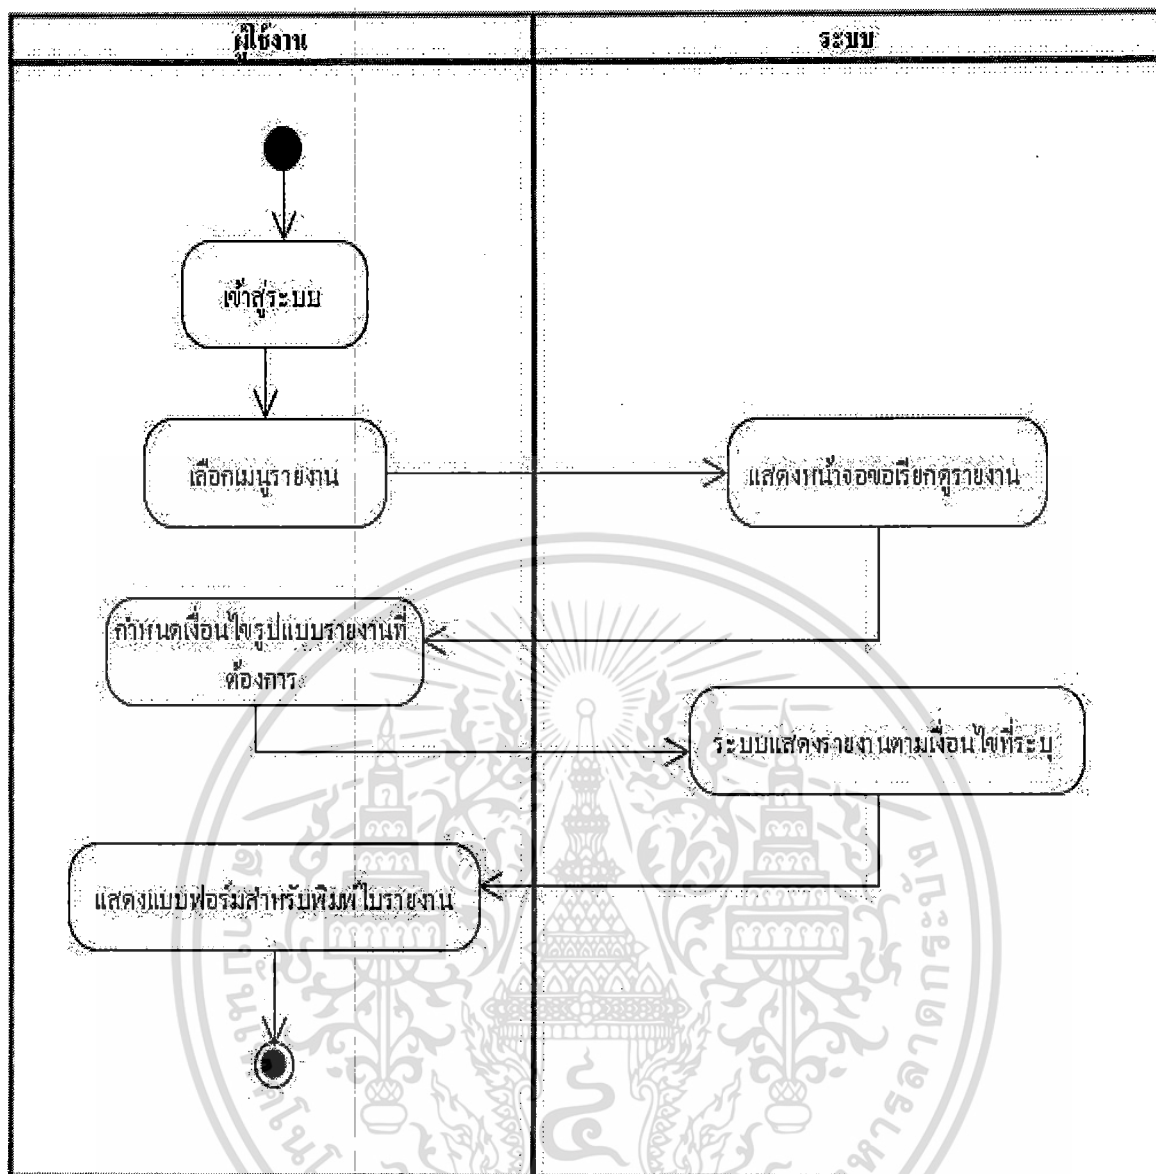 ผู้ใช้งาน
ระบบ
เข้าสู่ระบบ
เลือกเมนูรายงาน
แสดงหน้าจอขอเรียกดูรายงาน
กำหนดเงื่อนไขรูปแบบรายงานที่
ต้องการ
ระบบแสดงรายงานตามเงื่อนไขที่ระบุ
แสดงแบบฟอร์มสำหรับพิมพ์ใบรายงาน